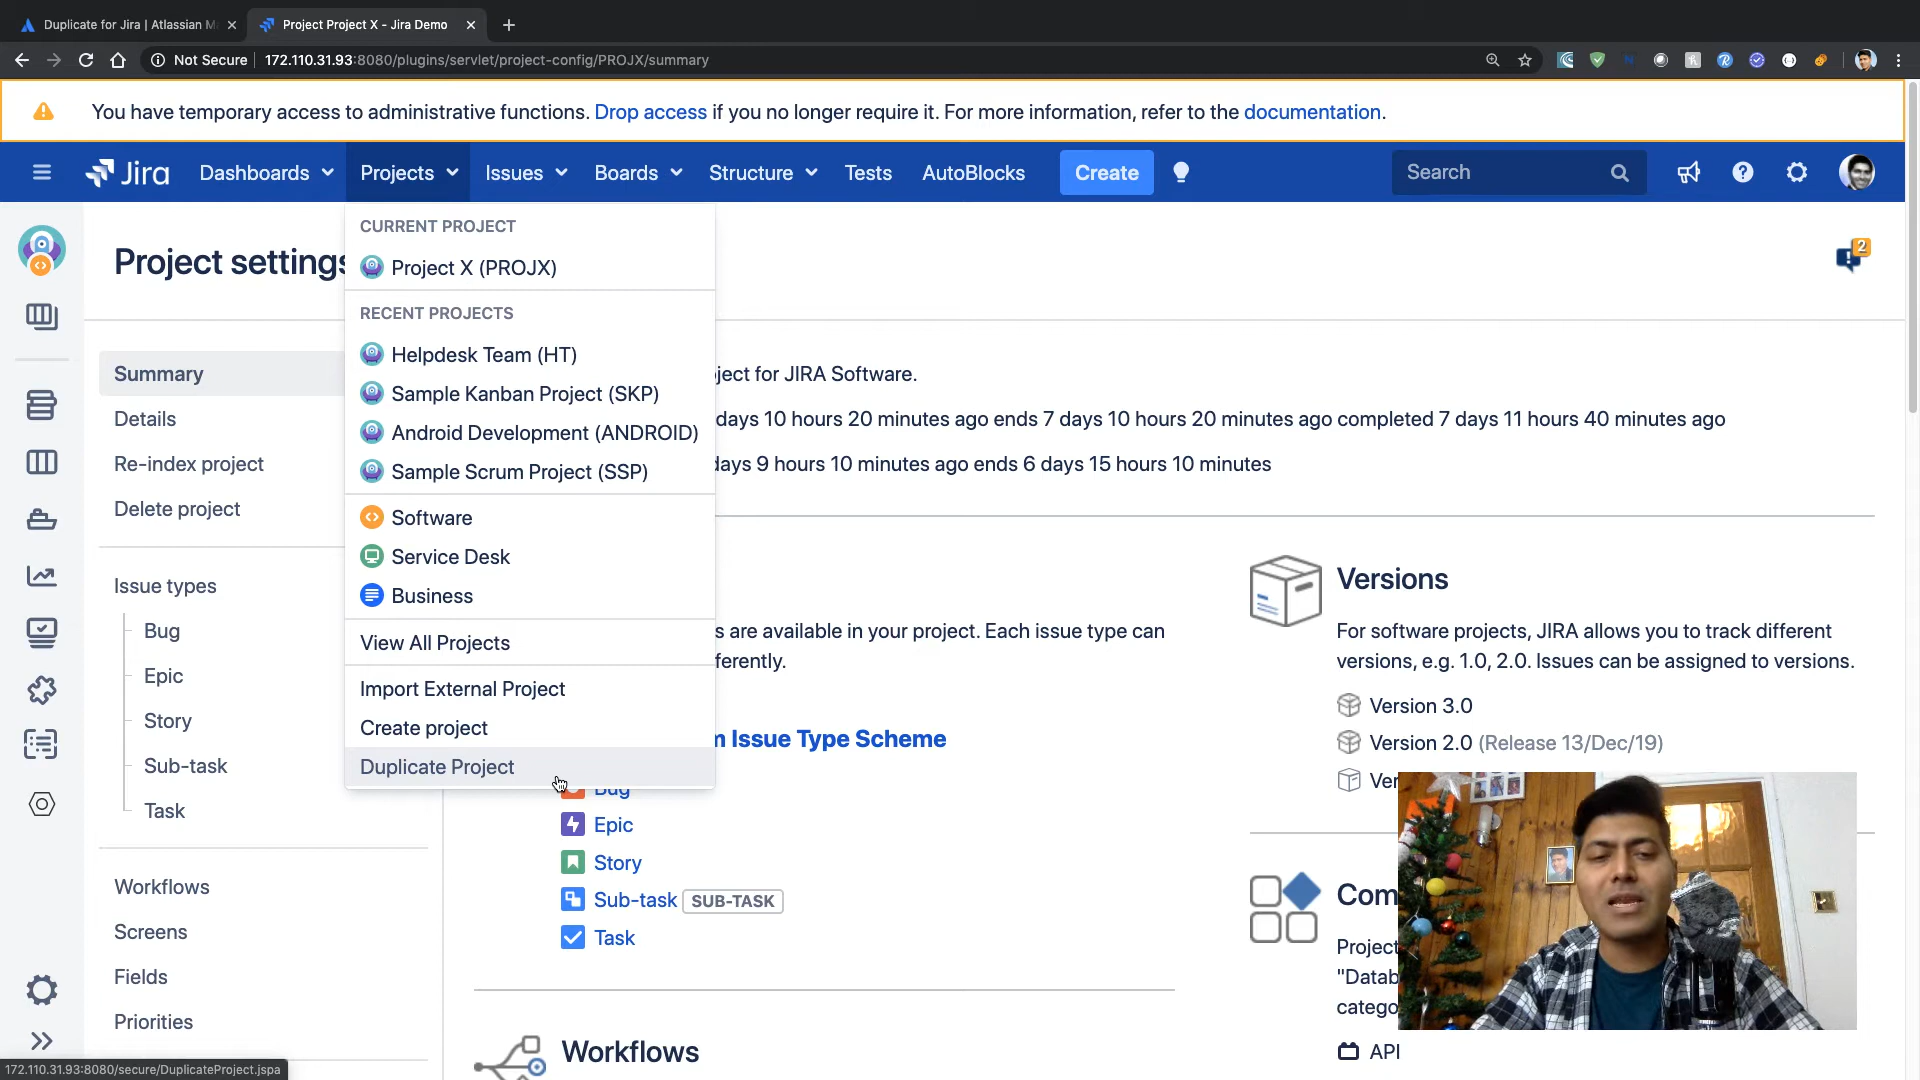 Duplicate for Jira | Atlassian M
Project Project X - Jira Demo
Not Secure
172.110.31.93:8080/plugins/servlet/project-config/PROJX/summary
You have temporary access to administrative functions. Drop access if you no longer require it. For more information, refer to the documentation.
Jira
Dashboards
Projects
Issues
Boards
Structure
Tests
AutoBlocks
Create
Search
Project settings
2
CURRENT PROJECT
Project X (PROJX)
RECENT PROJECTS
Helpdesk Team (HT)
Sample Kanban Project (SKP)
Android Development (ANDROID)
Sample Scrum Project (SSP)
Software
Service Desk
Business
View All Projects
Import External Project
Create project
Duplicate Project
Summary
Details
Re-index project
Delete project
Issue types
Bug
Epic
Story
Sub-task
Task
Workflows
Screens
Fields
Priorities
ject for JIRA Software.
days 10 hours 20 minutes ago ends 7 days 10 hours 20 minutes ago completed 7 days 11 hours 40 minutes ago
days 9 hours 10 minutes ago ends 6 days 15 hours 10 minutes
s are available in your project. Each issue type can
ferently.
m Issue Type Scheme
Bug
Epic
Story
Sub-task SUB-TASK
Task
Workflows
Versions
For software projects, JIRA allows you to track different
versions, e.g. 1.0, 2.0. Issues can be assigned to versions.
Version 3.0
Version 2.0 (Release 13/Dec/19)
Ver
Com
Project
"Datab
catego
API
172.110.31.93:8080/secure/DuplicateProject.jspa